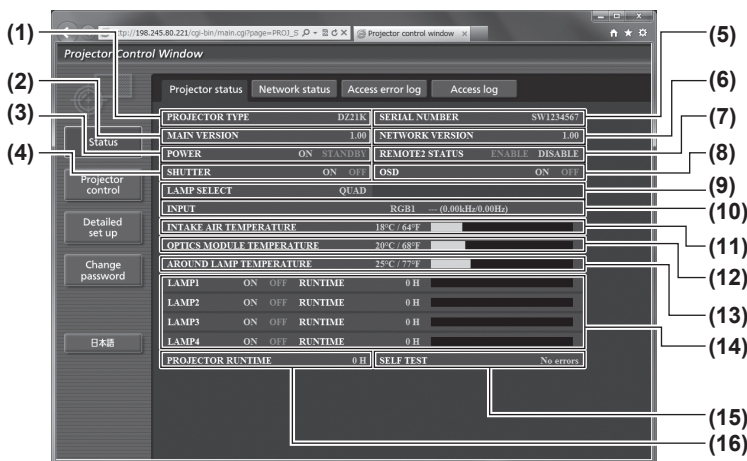 (1)
(2)
(3)
(4)
(5)
(6)
(7)
(8)
(9)
(10)
(11)
(12)
(13)
(14)
(15)
(16)
ttp://198.245.80.221/cgi-bin/main.cgi?page=PROJ_S
Projector control window
Projector Control Window
Projector status
Network status
Access error log
Access log
Status
Projector control
Detailed set up
Change password
日本語
PROJECTOR TYPE DZ21K
SERIAL NUMBER SW1234567
MAIN VERSION 1.00
NETWORK VERSION 1.00
POWER ON STANDBY
REMOTE2 STATUS ENABLE DISABLE
SHUTTER ON OFF
OSD ON OFF
LAMP SELECT QUAD
INPUT RGB1 --- (0.00kHz/0.00Hz)
INTAKE AIR TEMPERATURE 18°C / 64°F
OPTICS MODULE TEMPERATURE 20°C / 68°F
AROUND LAMP TEMPERATURE 25°C / 77°F
LAMP1 ON OFF RUNTIME 0 H
LAMP2 ON OFF RUNTIME 0 H
LAMP3 ON OFF RUNTIME 0 H
LAMP4 ON OFF RUNTIME 0 H
PROJECTOR RUNTIME 0 H
SELF TEST No errors